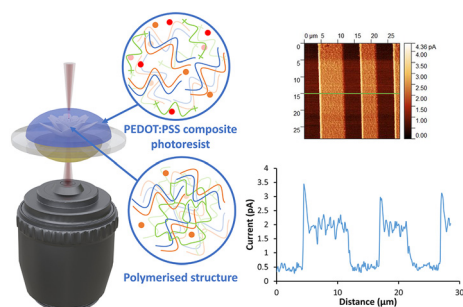 PEDOT:PSS composite
photoresist
Polymerised structure
0 µm 5 10 15 20 25
0
5
10
15
20
25
4.36 pA
4.00
3.50
3.00
2.50
2.00
1.50
1.00
0.00
Current (pA)
4
3.5
3
2.5
2
1.5
1
0.5
0
0 10 20 30
Distance (µm)